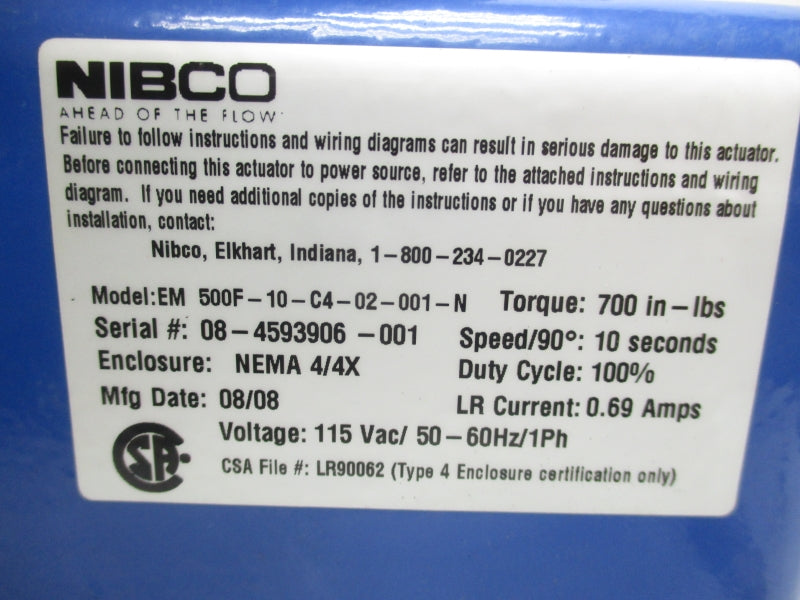 NIBCO
AHEAD OF THE FLOW
Failure to follow instructions and wiring diagrams can result in serious damage to this actuator.
Before connecting this actuator to power source, refer to the attached instructions and wiring
diagram. If you need additional copies of the instructions or if you have any questions about
installation, contact:
Nibco, Elkhart, Indiana, 1-800-234-0227
Model:EM 500F-10-C4-02-001-N Torque: 700 in-lbs
Serial #: 08-4593906-001 Speed/90°: 10 seconds
Enclosure: NEMA 4/4X Duty Cycle: 100%
Mfg Date: 08/08 LR Current: 0.69 Amps
Voltage: 115 Vac/ 50-60Hz/1Ph
CSA
CSA File #: LR90062 (Type 4 Enclosure certification only)